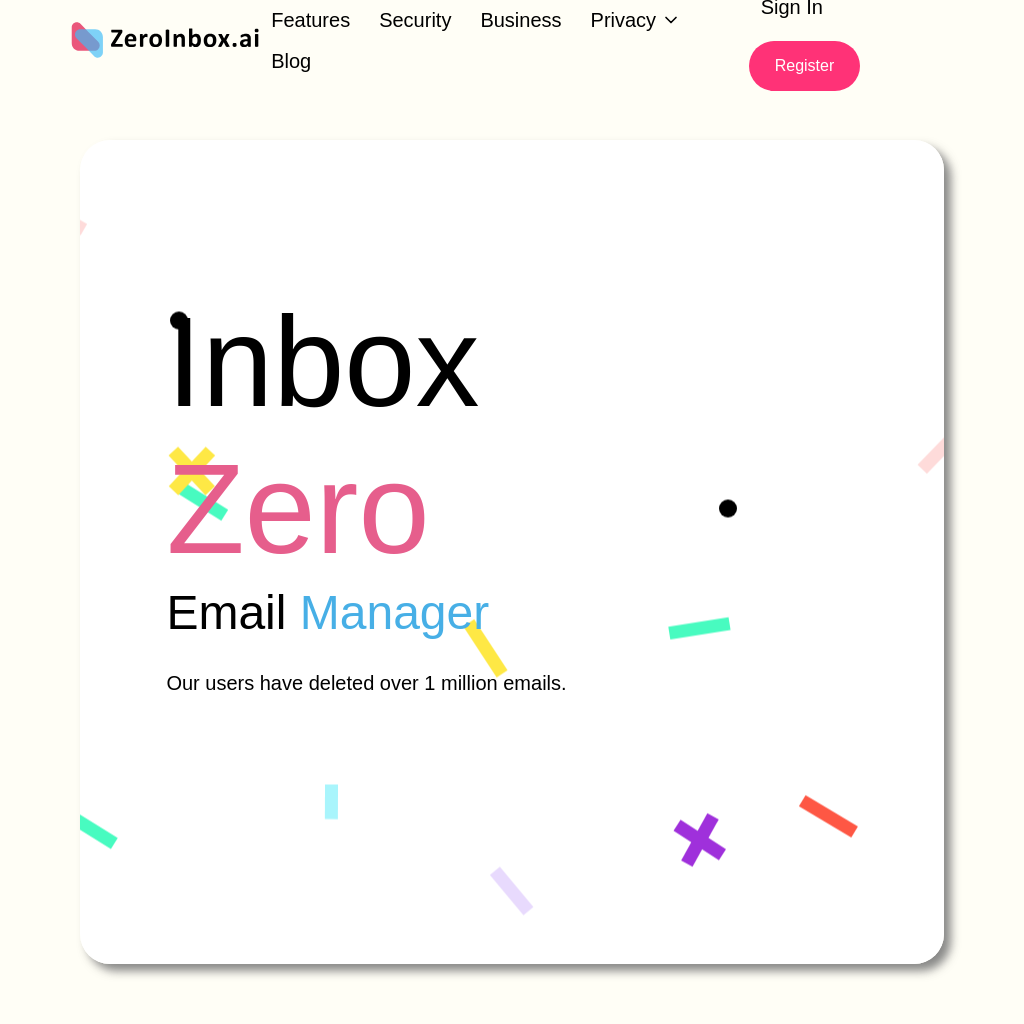 ZeroInbox.ai
Features Security Business Privacy
Blog
Sign In
Register
Inbox
Zero
Email Manager
Our users have deleted over 1 million emails.